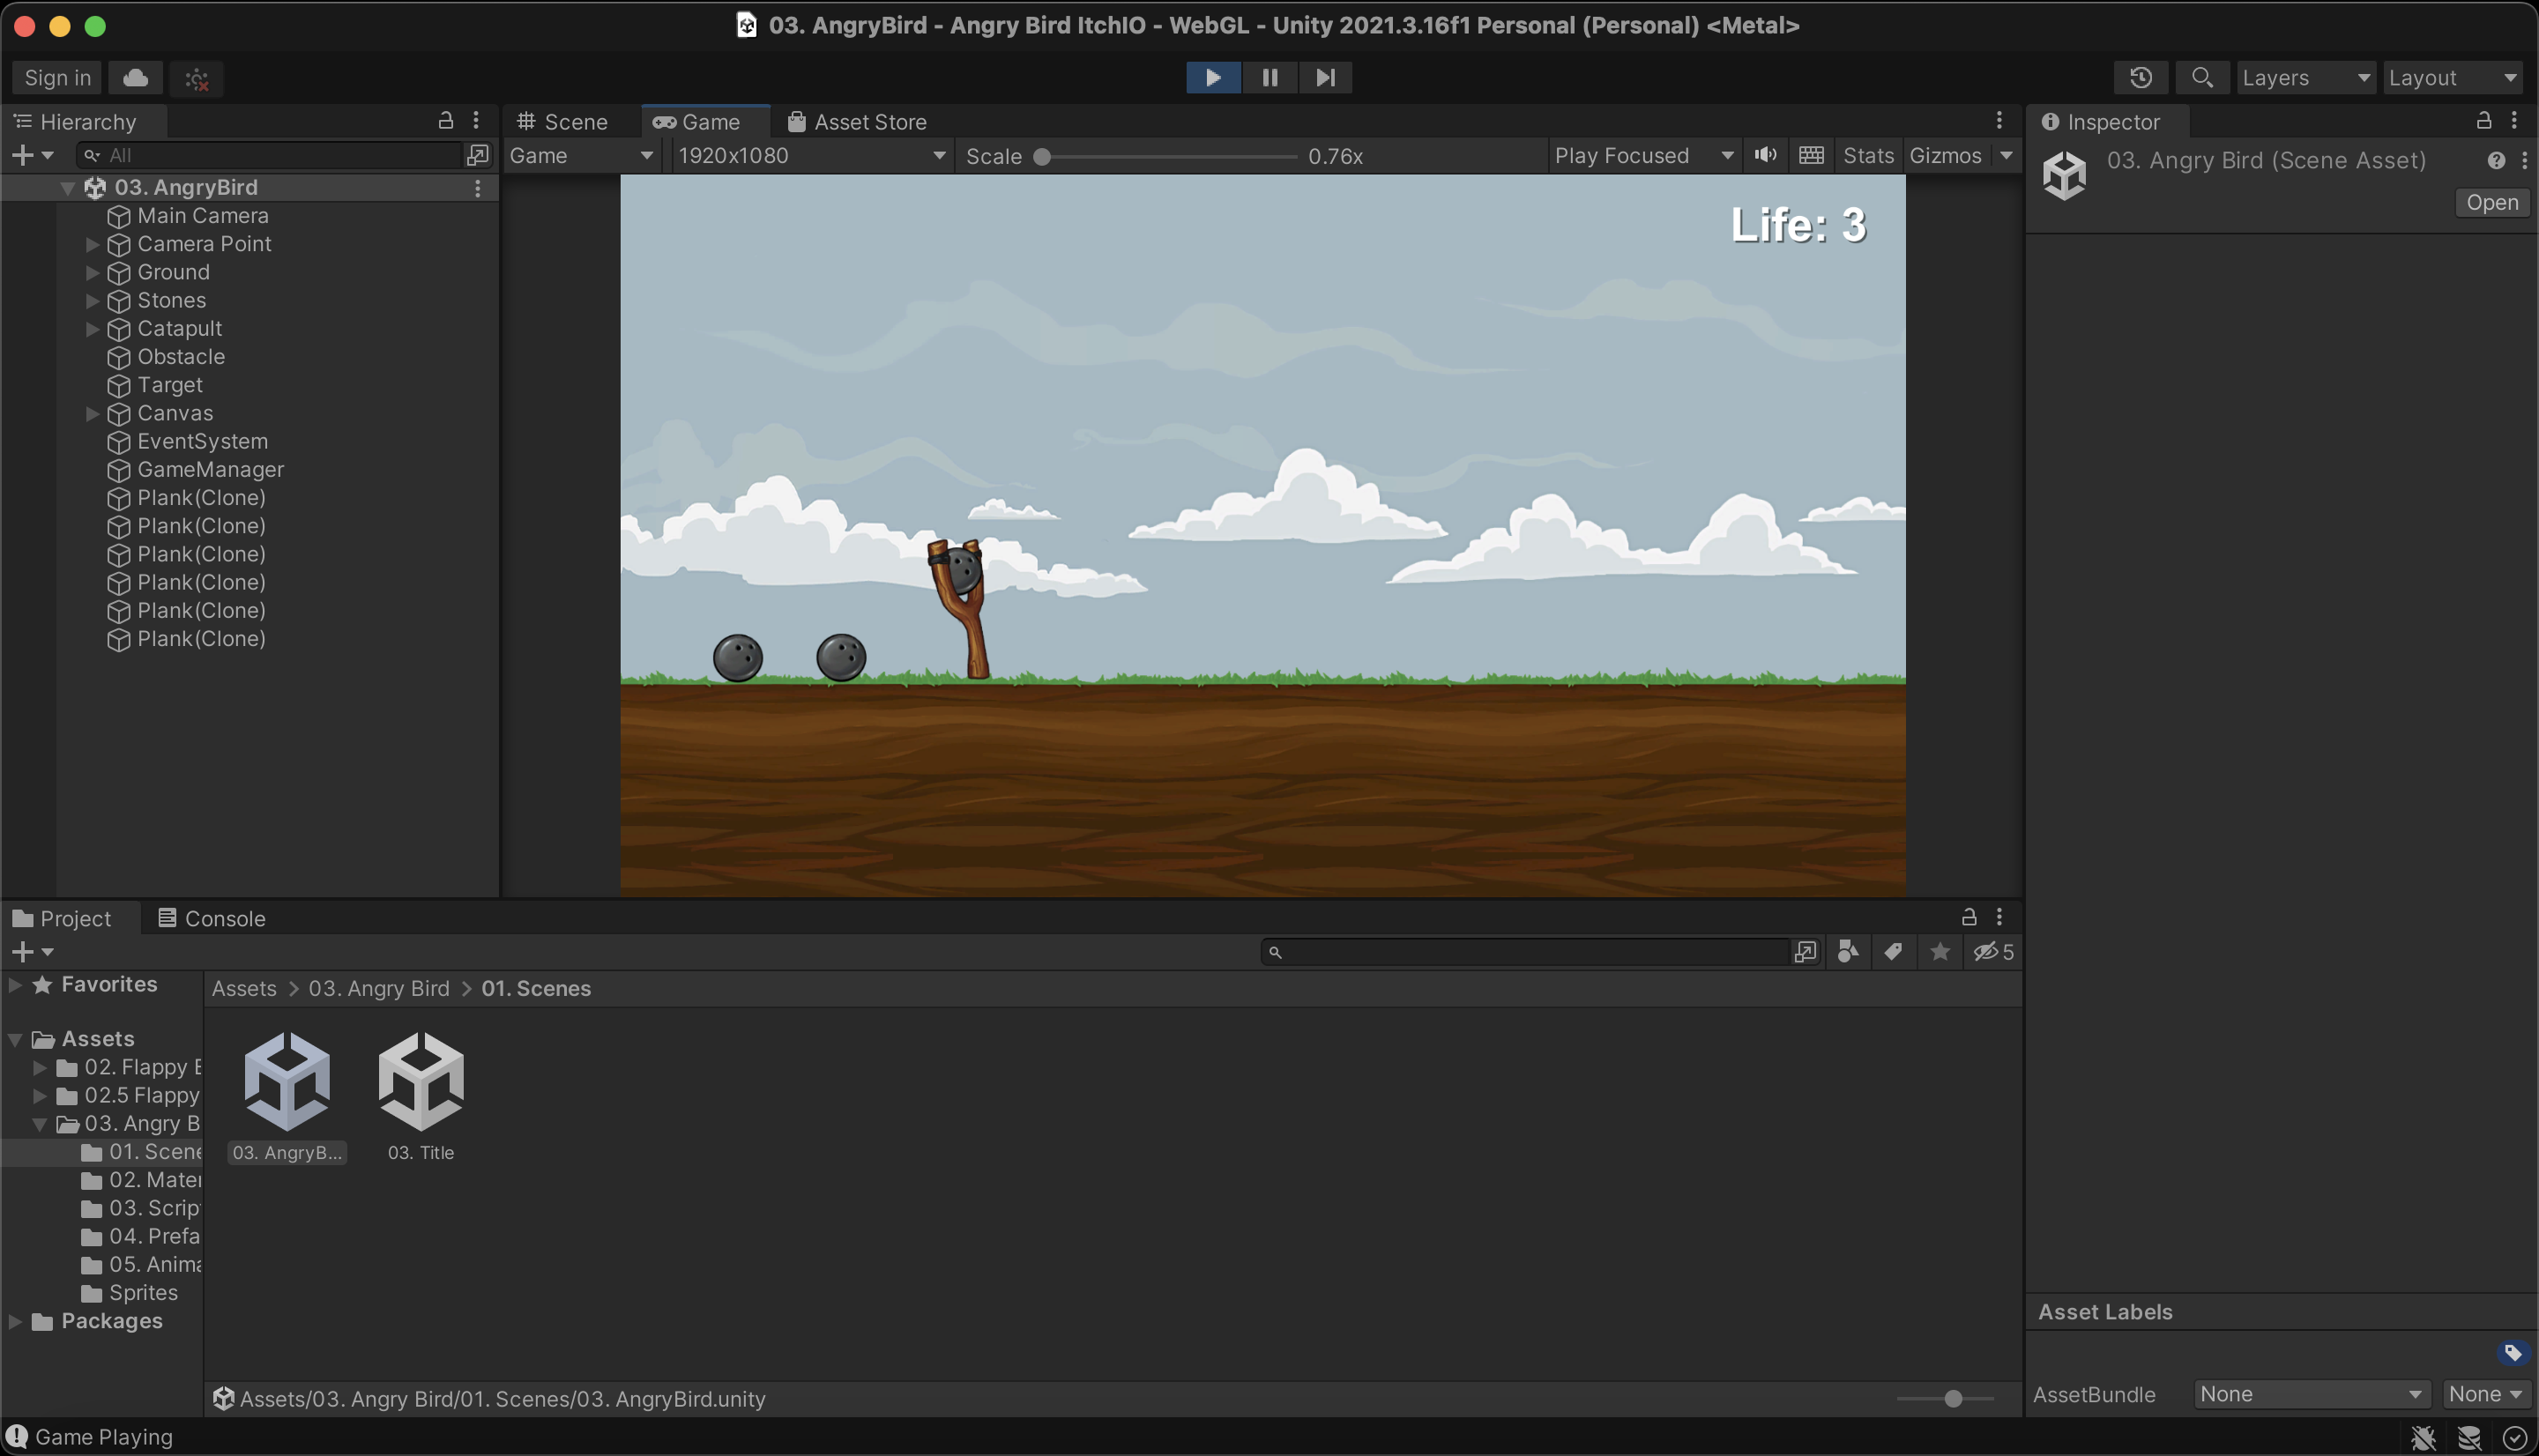 03. AngryBird - Angry Bird ItchIO - WebGL - Unity 2021.3.16f1 Personal (Personal) <Metal>
Sign in
Layers
Layout
Hierarchy
All
03. AngryBird
Main Camera
Camera Point
Ground
Stones
Catapult
Obstacle
Target
Canvas
EventSystem
GameManager
Plank(Clone)
Plank(Clone)
Plank(Clone)
Plank(Clone)
Plank(Clone)
Plank(Clone)
Scene
Game
Asset Store
Game
1920x1080
Scale
0.76x
Play Focused
Stats
Gizmos
Life: 3
Inspector
03. Angry Bird (Scene Asset)
Open
Project
Console
5
Favorites
Assets
02. Flappy B
02.5 Flappy
03. Angry B
01. Scene
02. Mater
03. Scrip
04. Prefa
05. Anima
Sprites
Packages
Assets > 03. Angry Bird > 01. Scenes
03. AngryB...
03. Title
Assets/03. Angry Bird/01. Scenes/03. AngryBird.unity
Asset Labels
AssetBundle
None
None
Game Playing